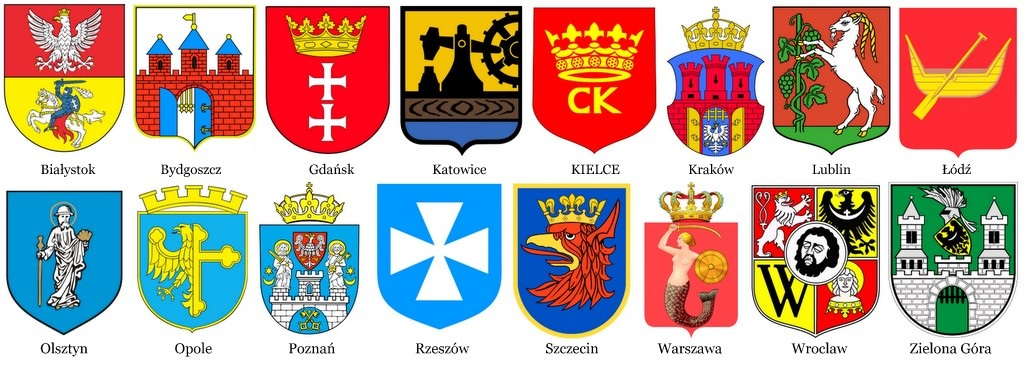 CK
W
Białystok Bydgoszcz Gdańsk Katowice KIELCE Kraków Lublin Łódź
Olsztyn Opole Poznań Rzeszów Szczecin Warszawa Wrocław Zielona Góra